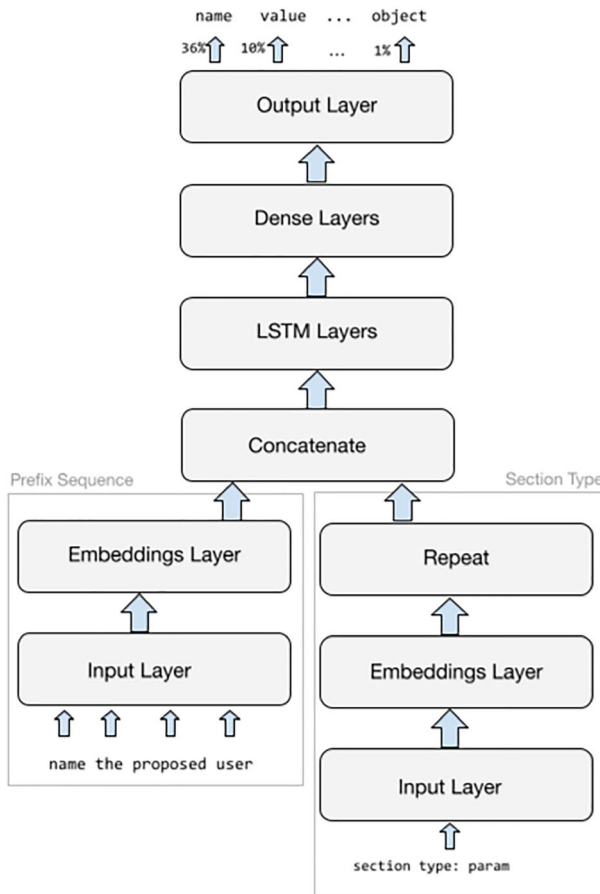 name value ... object
36% 10% ... 1%
Output Layer
Dense Layers
LSTM Layers
Concatenate
Prefix Sequence
Section Type
Embeddings Layer
Repeat
Input Layer
Embeddings Layer
name the proposed user
Input Layer
section type: param